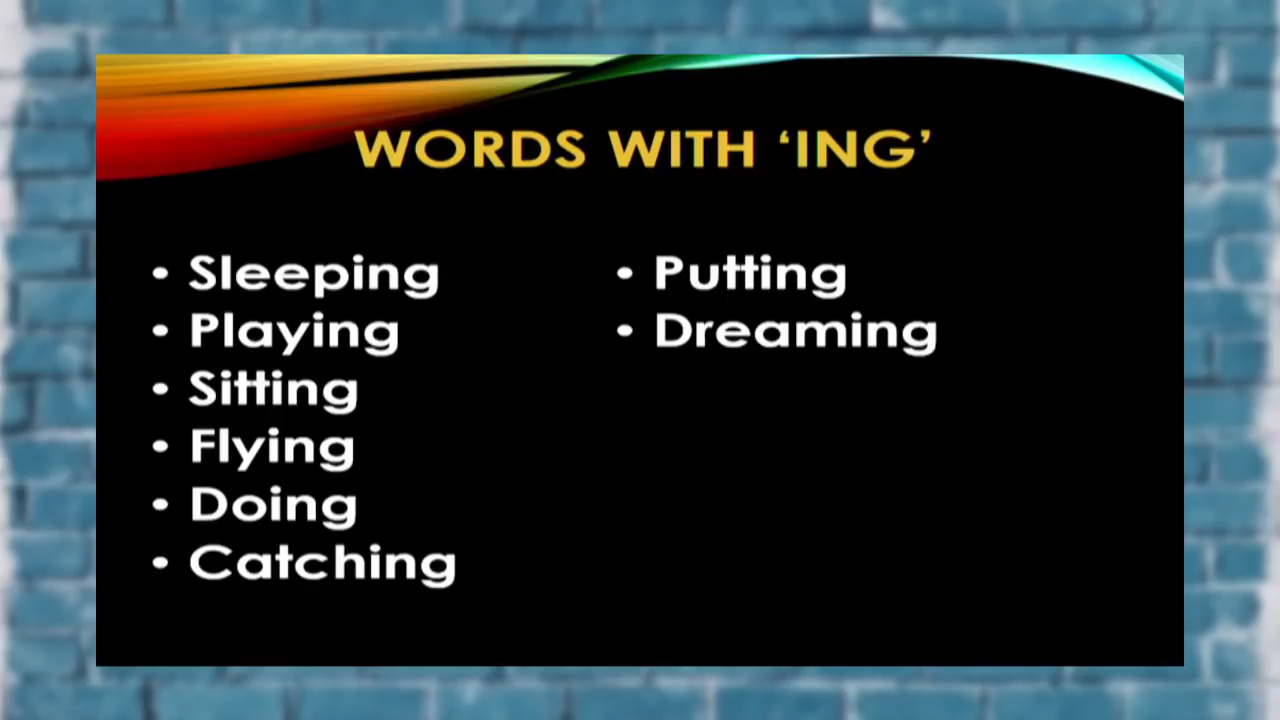 WORDS WITH ‘ING’
• Sleeping
• Playing
• Sitting
• Flying
• Doing
• Catching
• Putting
• Dreaming